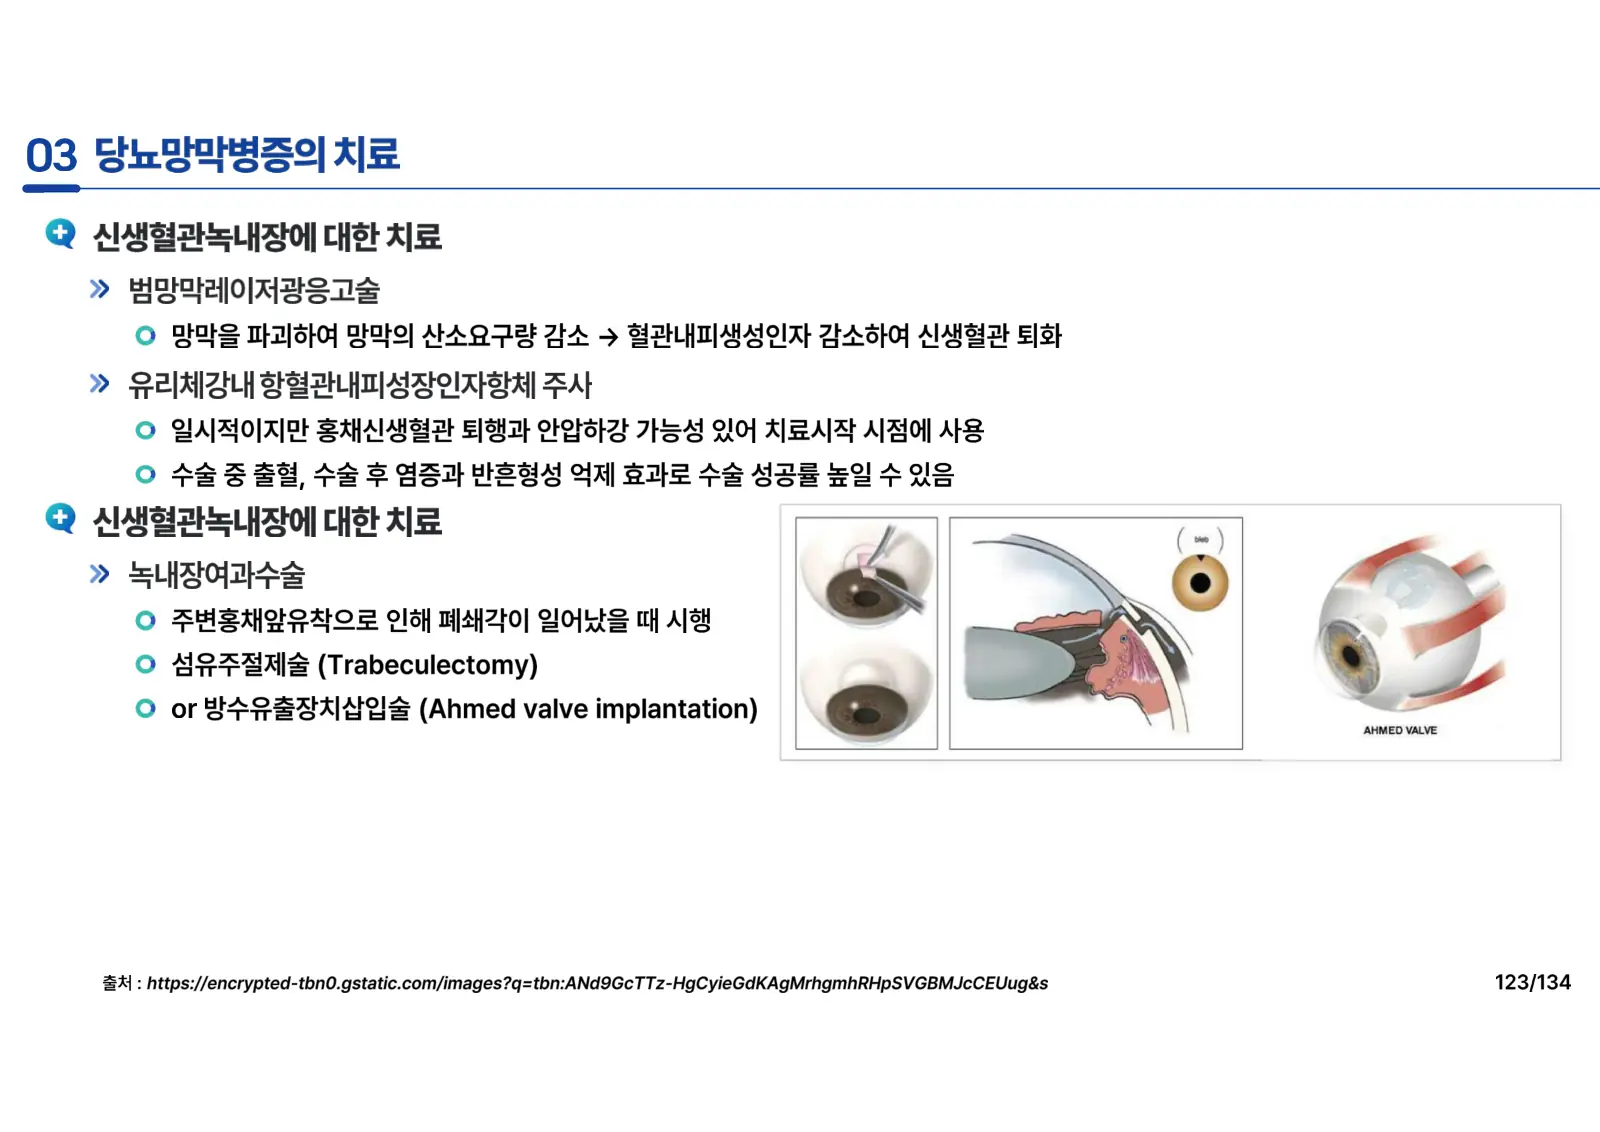 03 당뇨망막병증의 치료
신생혈관녹내장에 대한 치료
범망막레이저광응고술
망막을 파괴하여 망막의 산소요구량 감소 → 혈관내피생성인자 감소하여 신생혈관 퇴화
유리체강내 항혈관내피성장인자항체 주사
일시적이지만 홍채신생혈관 퇴행과 안압하강 가능성 있어 치료시작 시점에 사용
수술 중 출혈, 수술 후 염증과 반흔형성 억제 효과로 수술 성공률 높일 수 있음
신생혈관녹내장에 대한 치료
녹내장여과수술
주변홍채앞유착으로 인해 폐쇄각이 일어났을 때 시행
섬유주절제술 (Trabeculectomy)
or 방수유출장치삽입술 (Ahmed valve implantation)
bleb
AHMED VALVE
출처 : https://encrypted-tbn0.gstatic.com/images?q=tbn:ANd9GcTTz-HgCyieGdKAgMrhgmhRHpSVGBMJcCEUug&s
123/134